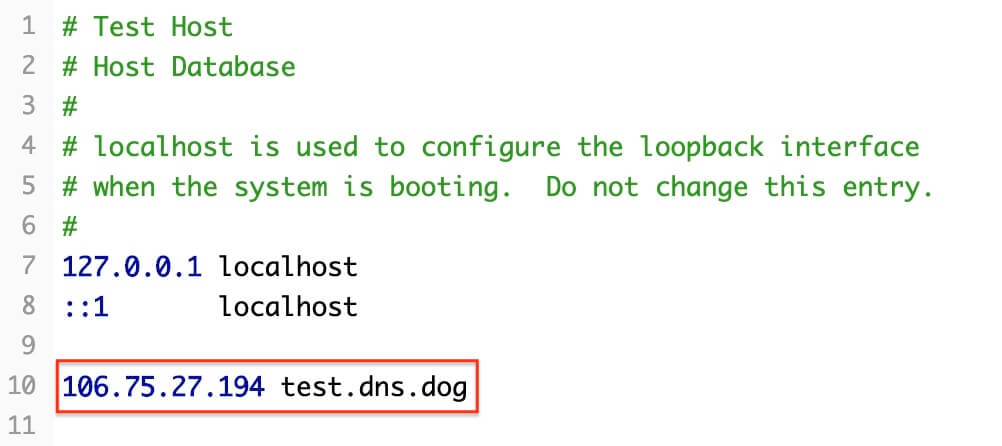 1 # Test Host
2 # Host Database
3 #
4 # localhost is used to configure the loopback interface
5 # when the system is booting.  Do not change this entry.
6 #
7 127.0.0.1 localhost
8 ::1       localhost
9
10 106.75.27.194 test.dns.dog
11